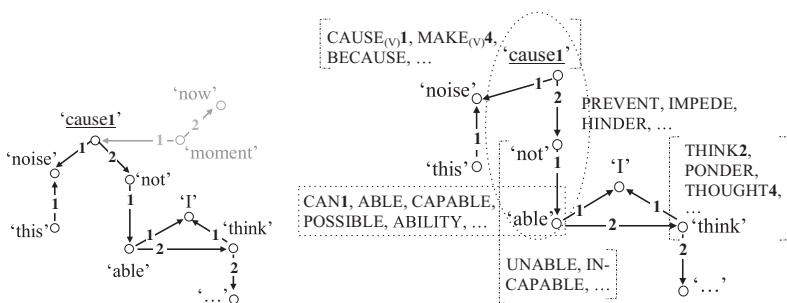 ‘now’
‘cause1’
2
1
‘moment’
‘noise’
1
2
‘not’
1
1
‘I’
‘this’
1
1
‘think’
2
‘able’
2
‘…’
CAUSE(V)1, MAKE(V)4,
BECAUSE, …
‘cause1’
‘noise’
1
2
PREVENT, IMPEDE,
HINDER, …
1
‘not’
‘this’
1
‘I’
THINK2,
PONDER,
THOUGHT4,
…
CAN1, ABLE, CAPABLE,
POSSIBLE, ABILITY, …
1
1
‘able’
2
‘think’
UNABLE, IN-
CAPABLE, …
2
‘…’